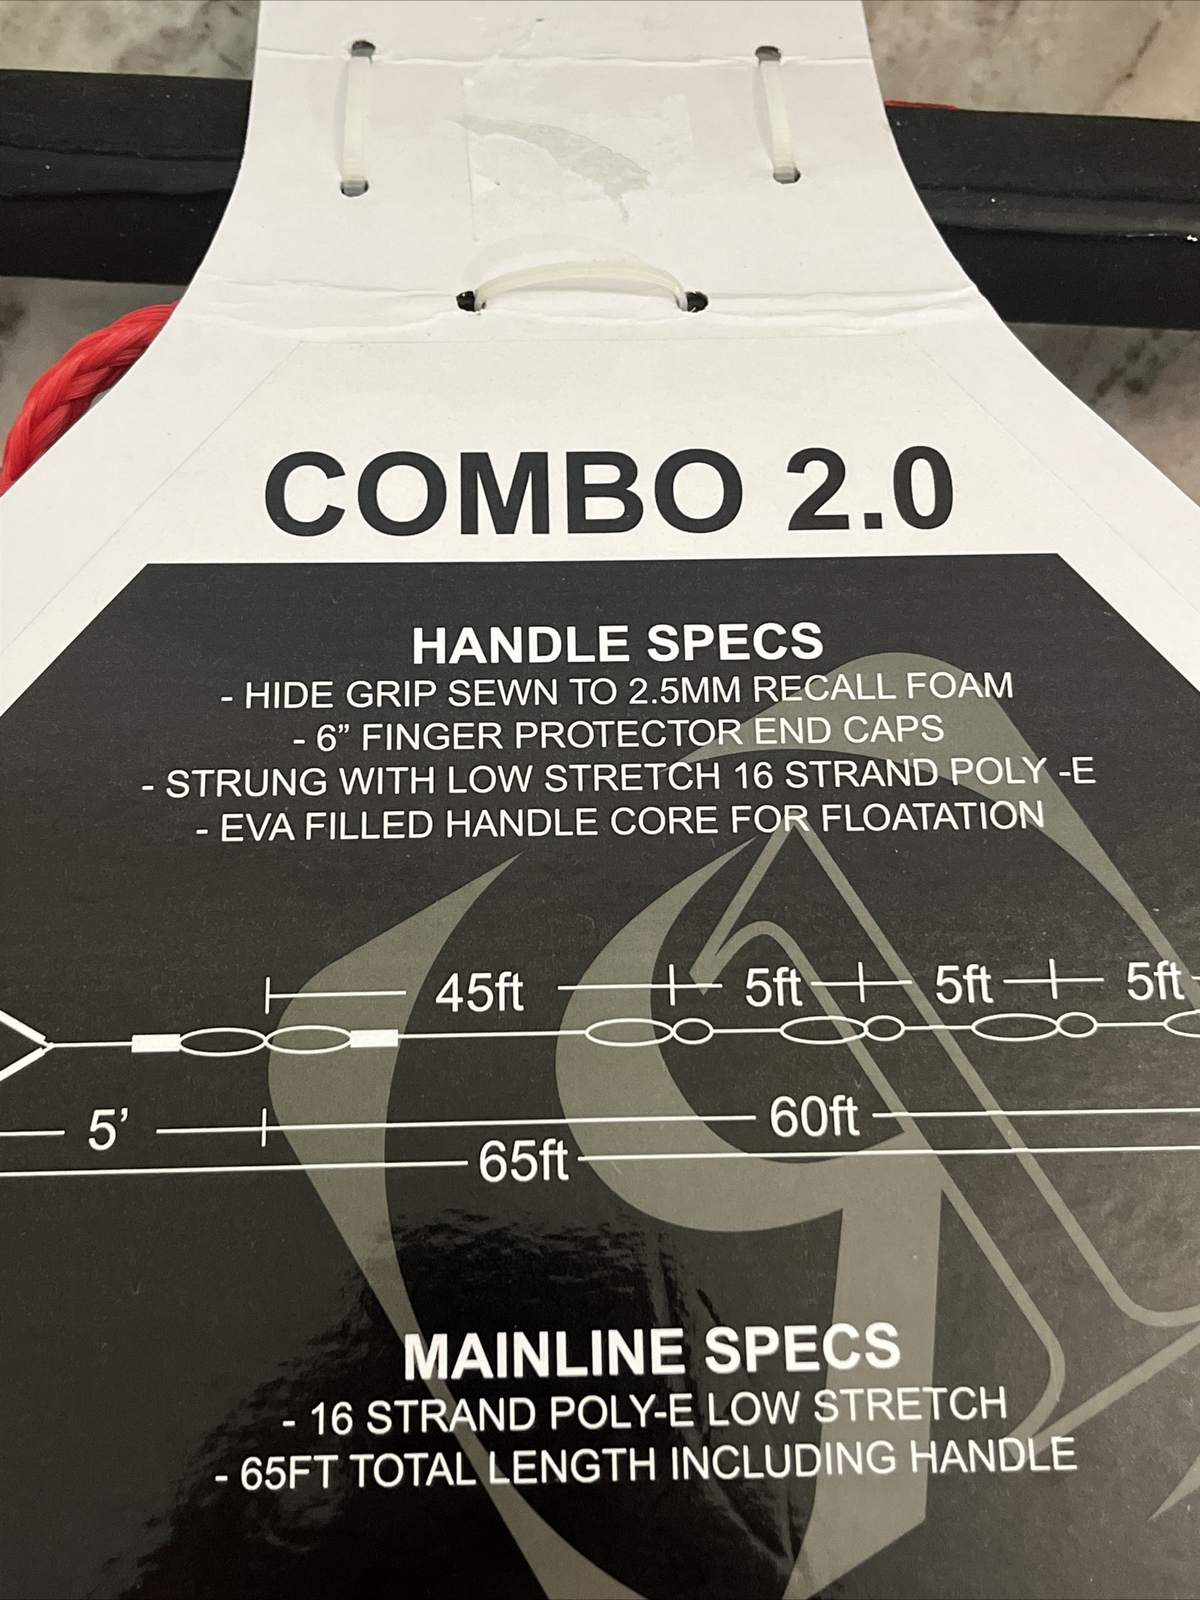 COMBO 2.0
HANDLE SPECS
- HIDE GRIP SEWN TO 2.5MM RECALL FOAM
- 6” FINGER PROTECTOR END CAPS
- STRUNG WITH LOW STRETCH 16 STRAND POLY -E
- EVA FILLED HANDLE CORE FOR FLOATATION
45ft 5ft 5ft 5ft
5’ 60ft
65ft
MAINLINE SPECS
- 16 STRAND POLY-E LOW STRETCH
- 65FT TOTAL LENGTH INCLUDING HANDLE